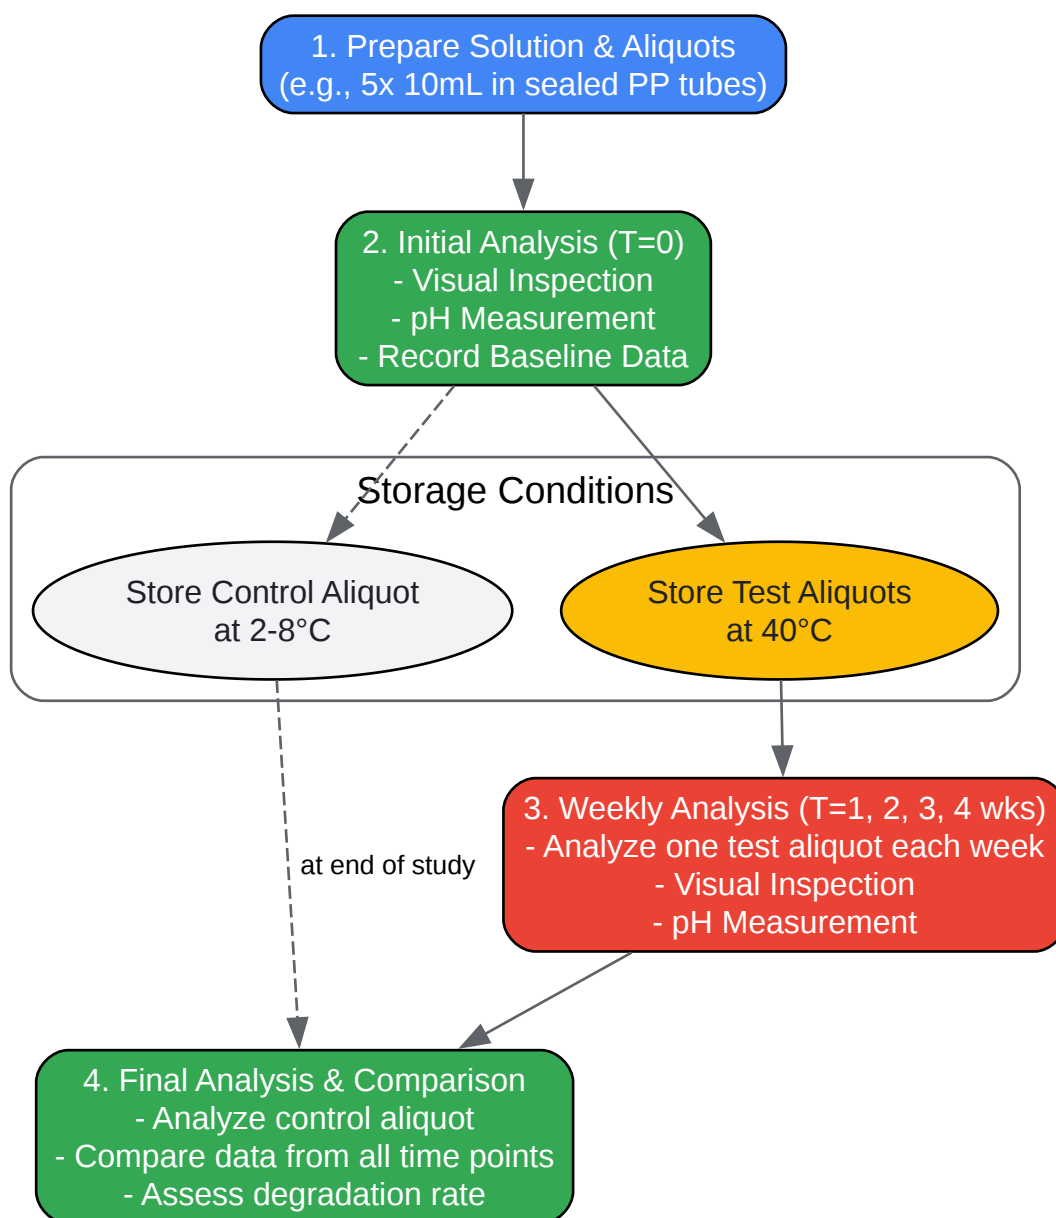 1. Prepare Solution & Aliquots
(e.g., 5x 10mL in sealed PP tubes)
2. Initial Analysis (T=0)
- Visual Inspection
- pH Measurement
- Record Baseline Data
Storage Conditions
Store Control Aliquot
at 2-8°C
Store Test Aliquots
at 40°C
3. Weekly Analysis (T=1, 2, 3, 4 wks)
- Analyze one test aliquot each week
- Visual Inspection
- pH Measurement
at end of study
4. Final Analysis & Comparison
- Analyze control aliquot
- Compare data from all time points
- Assess degradation rate